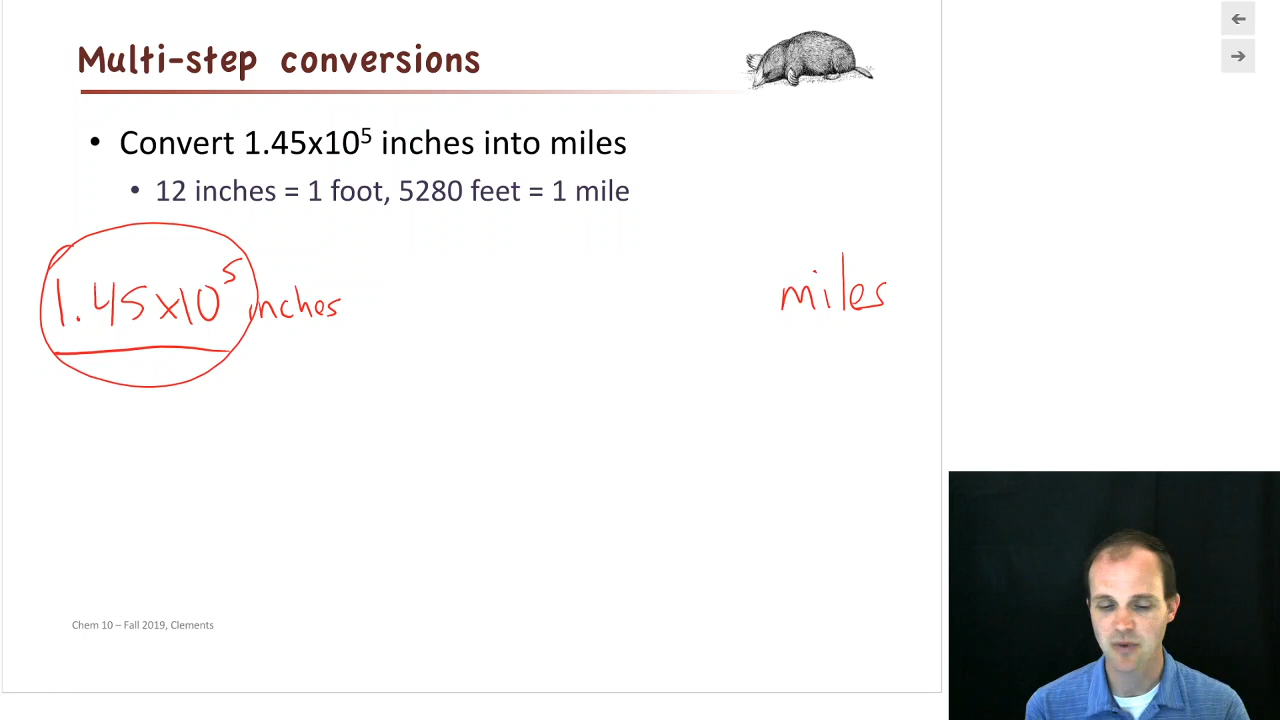 Multi-step conversions
• Convert 1.45x10⁵ inches into miles
• 12 inches = 1 foot, 5280 feet = 1 mile
1.45x10⁵ inches miles
Chem 10 – Fall 2019, Clements